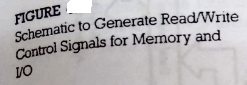 FIGURE
Schematic to Generate Read/Write
Control Signals for Memory and
I/O